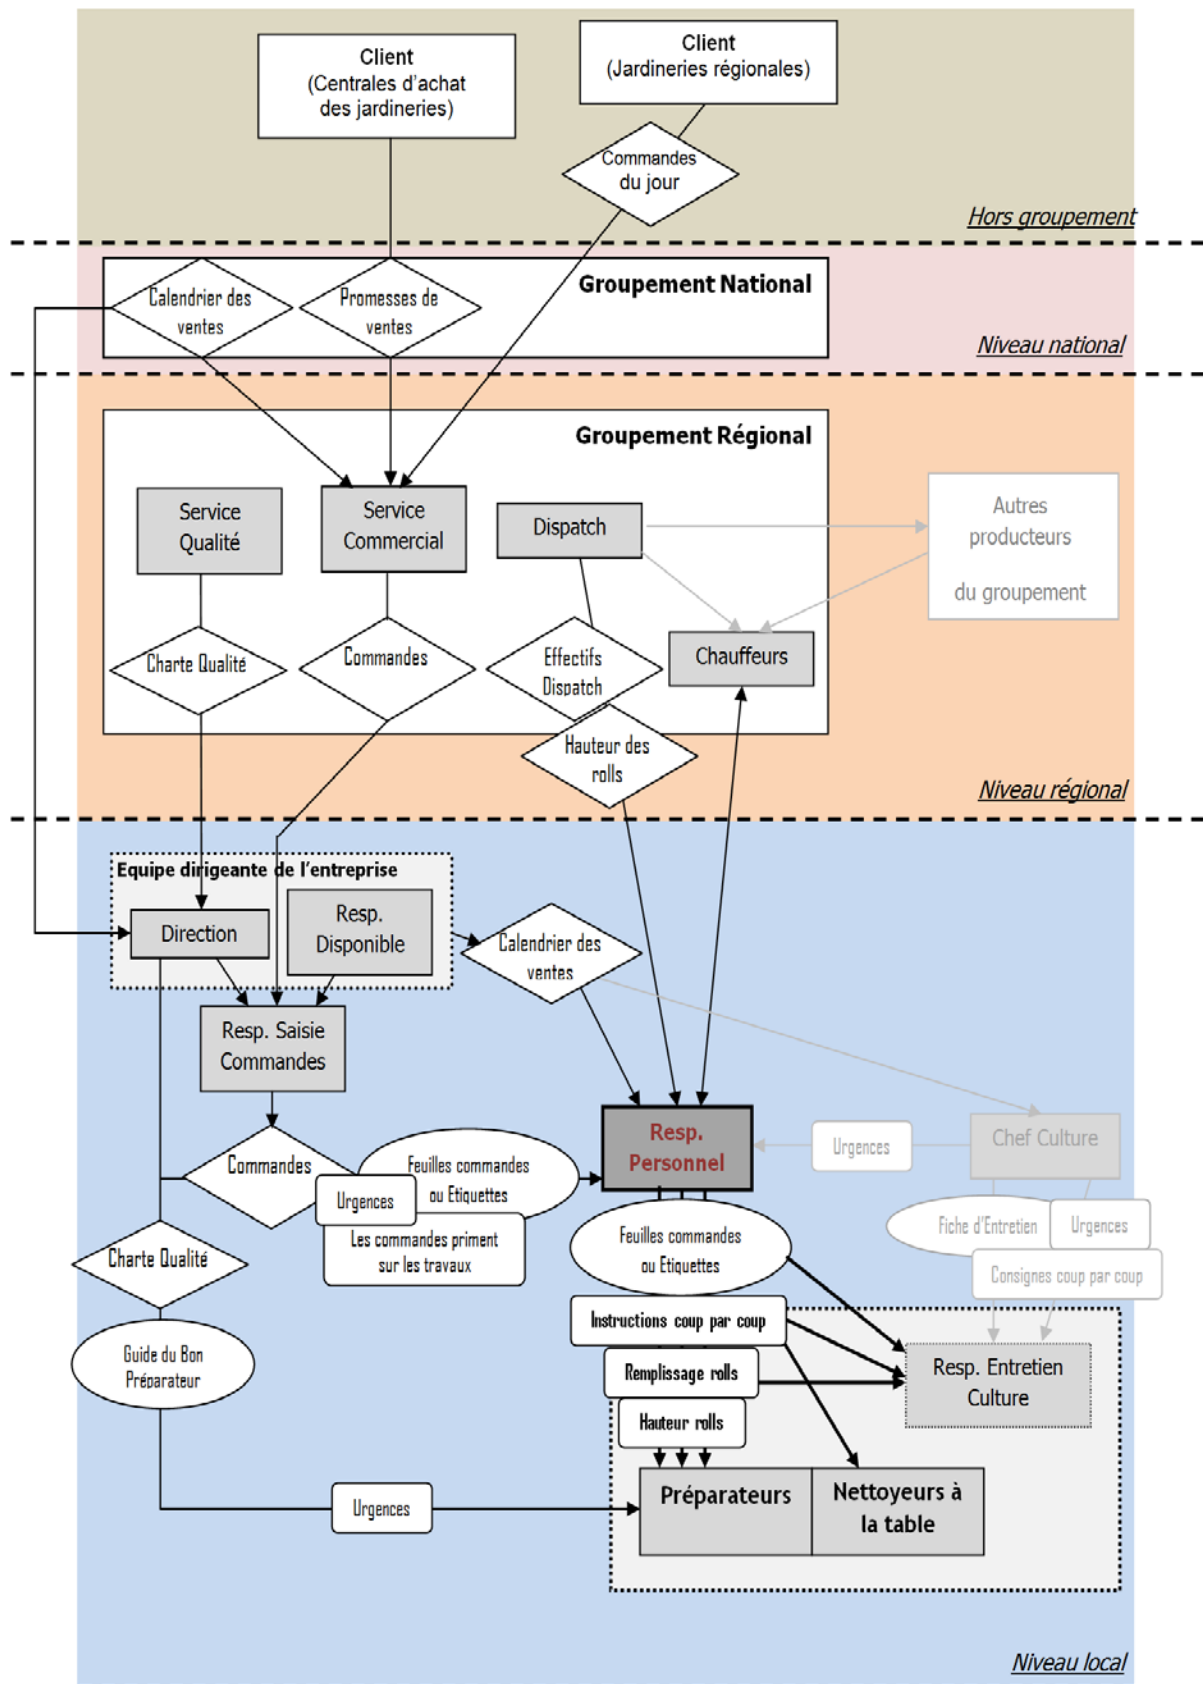 Client
(Centrales d'achat
des jardineries)
Client
(Jardineries régionales)
Commandes
du jour
Hors groupement
Groupement National
Calendrier des
ventes
Promesses de
ventes
Niveau national
Groupement Régional
Service
Qualité
Service
Commercial
Dispatch
Autres
producteurs
du groupement
Charte Qualité
Commandes
Effectifs
Dispatch
Chauffeurs
Hauteur des
rolls
Niveau régional
Equipe dirigeante de l'entreprise
Direction
Resp.
Disponible
Calendrier des
ventes
Resp. Saisie
Commandes
Resp.
Personnel
Urgences
Chef Culture
Commandes
Feuilles commandes
ou Etiquettes
Urgences
Les commandes priment
sur les travaux
Feuilles commandes
ou Etiquettes
Fiche d'Entretien
Urgences
Consignes coup par coup
Charte Qualité
Guide du Bon
Préparateur
Instructions coup par coup
Remplissage rolls
Hauteur rolls
Resp. Entretien
Culture
Urgences
Préparateurs
Nettoyeurs à
la table
Niveau local